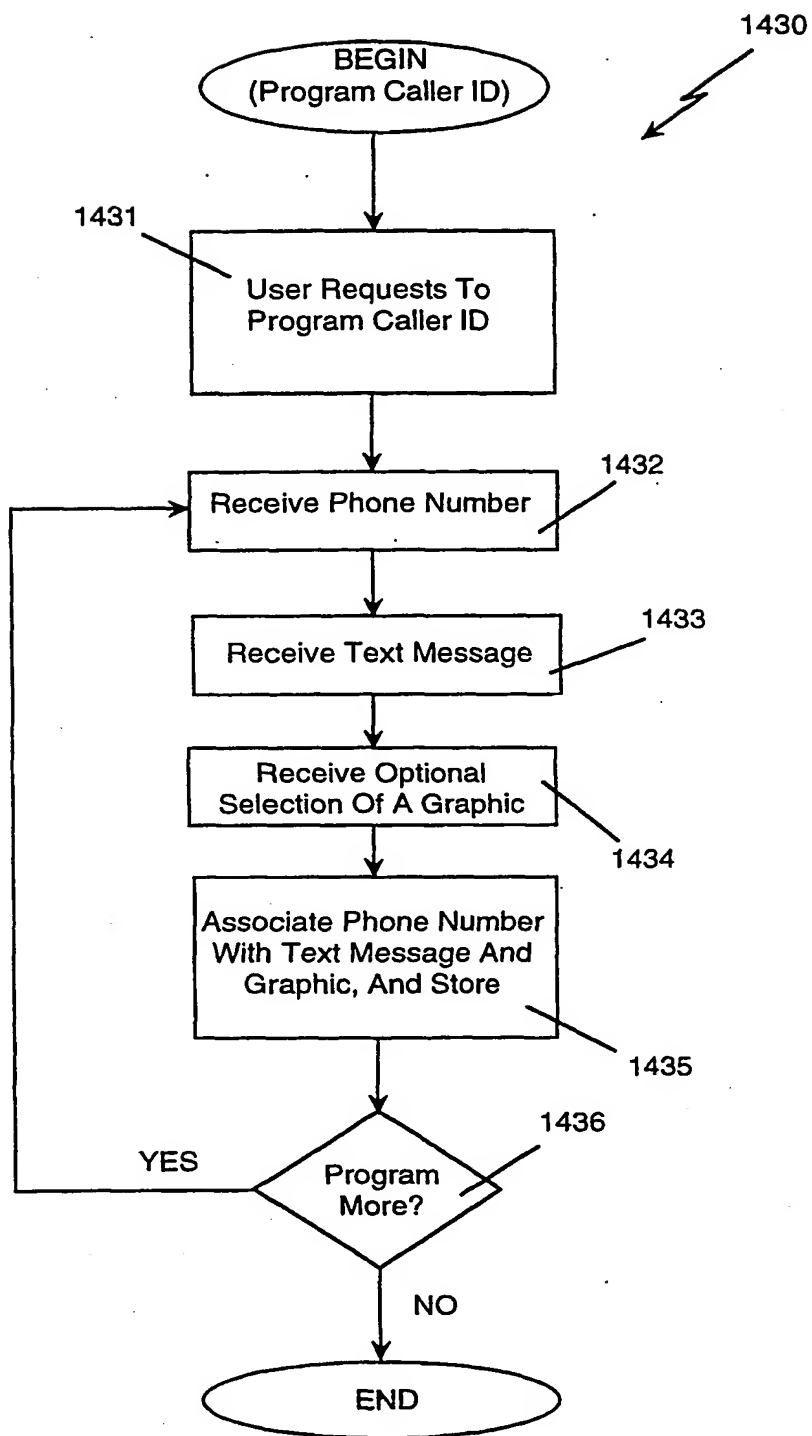 1430
BEGIN
(Program Caller ID)
1431
User Requests To
Program Caller ID
1432
Receive Phone Number
1433
Receive Text Message
Receive Optional
Selection Of A Graphic
1434
Associate Phone Number
With Text Message And
Graphic, And Store
1435
1436
YES
Program
More?
NO
END